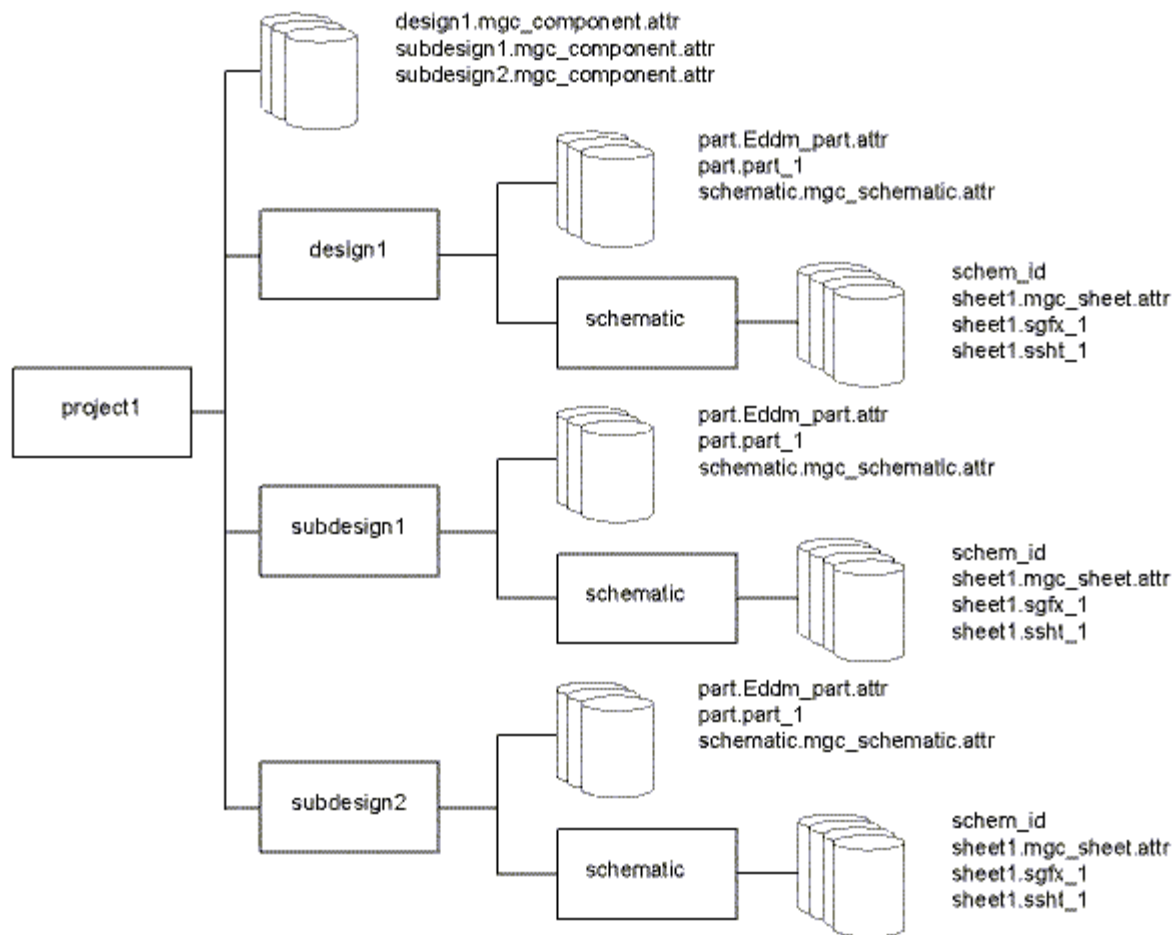 design1.mgc_component.attr
subdesign1.mgc_component.attr
subdesign2.mgc_component.attr
part.Eddm_part.attr
part.part_1
schematic.mgc_schematic.attr
design1
schem_id
sheet1.mgc_sheet.attr
sheet1.sgfx_1
sheet1.ssht_1
schematic
project1
part.Eddm_part.attr
part.part_1
schematic.mgc_schematic.attr
subdesign1
schem_id
sheet1.mgc_sheet.attr
sheet1.sgfx_1
sheet1.ssht_1
schematic
part.Eddm_part.attr
part.part_1
schematic.mgc_schematic.attr
subdesign2
schem_id
sheet1.mgc_sheet.attr
sheet1.sgfx_1
sheet1.ssht_1
schematic